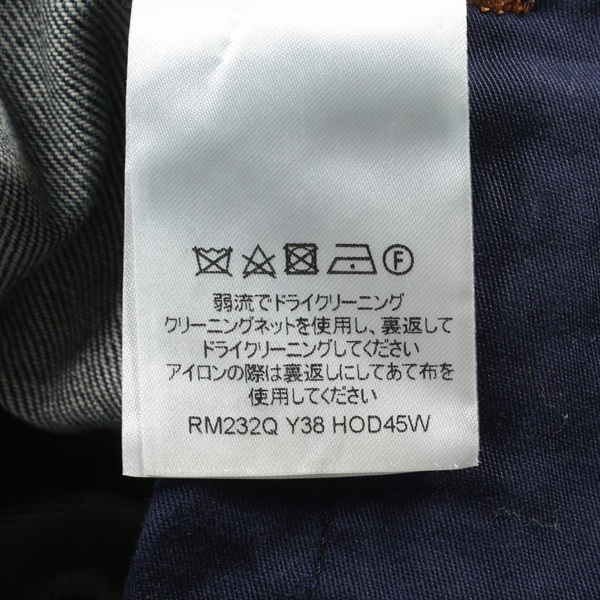 F
弱流でドライクリーニング
クリーニングネットを使用し、裏返して
ドライクリーニングしてください
アイロンの際は裏返しにしてあて布を
使用してください
RM232Q Y38 HOD45W